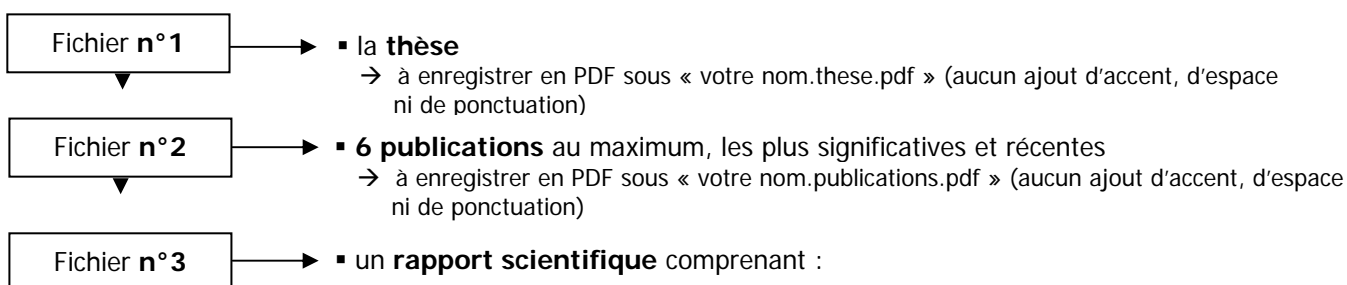 Fichier n°1
▪ la thèse
→ à enregistrer en PDF sous « votre nom.these.pdf » (aucun ajout d'accent, d'espace
ni de ponctuation)
Fichier n°2
▪ 6 publications au maximum, les plus significatives et récentes
→ à enregistrer en PDF sous « votre nom.publications.pdf » (aucun ajout d'accent, d'espace
ni de ponctuation)
Fichier n°3
▪ un rapport scientifique comprenant :